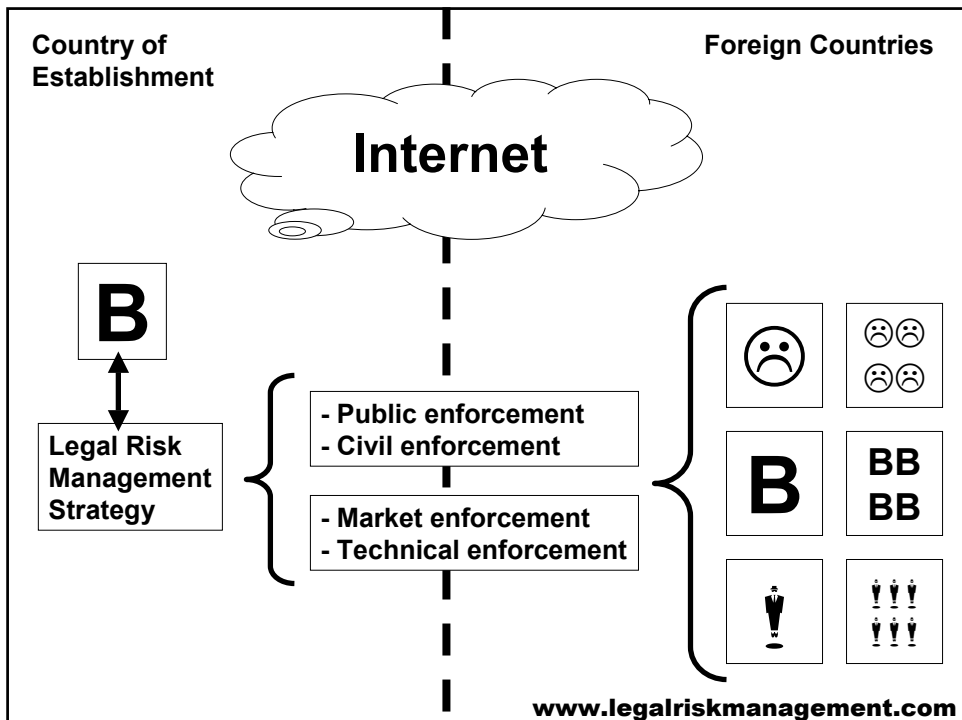 Country of
Establishment
Foreign Countries
Internet
B
Legal Risk
Management
Strategy
- Public enforcement
- Civil enforcement
- Market enforcement
- Technical enforcement
B
BB
BB
www.legalriskmanagement.com